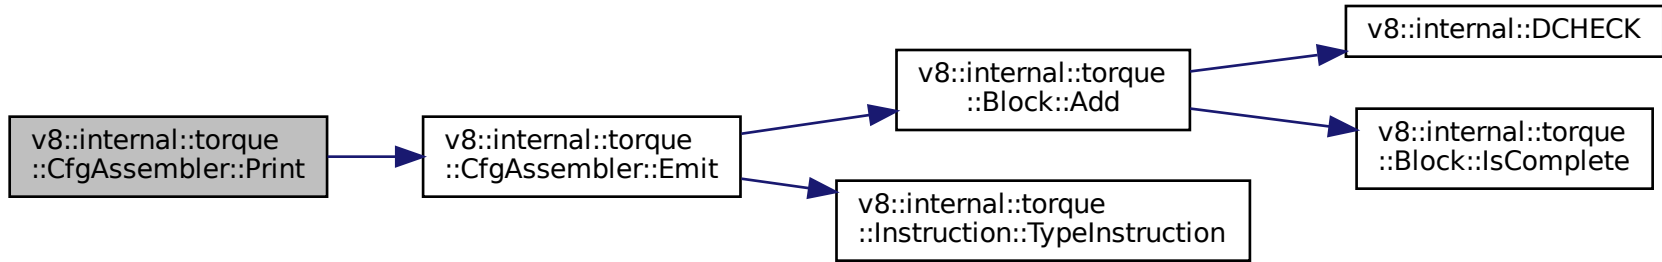 v8::internal::torque
::CfgAssembler::Print
v8::internal::torque
::CfgAssembler::Emit
v8::internal::torque
::Block::Add
v8::internal::DCHECK
v8::internal::torque
::Block::IsComplete
v8::internal::torque
::Instruction::TypeInstruction